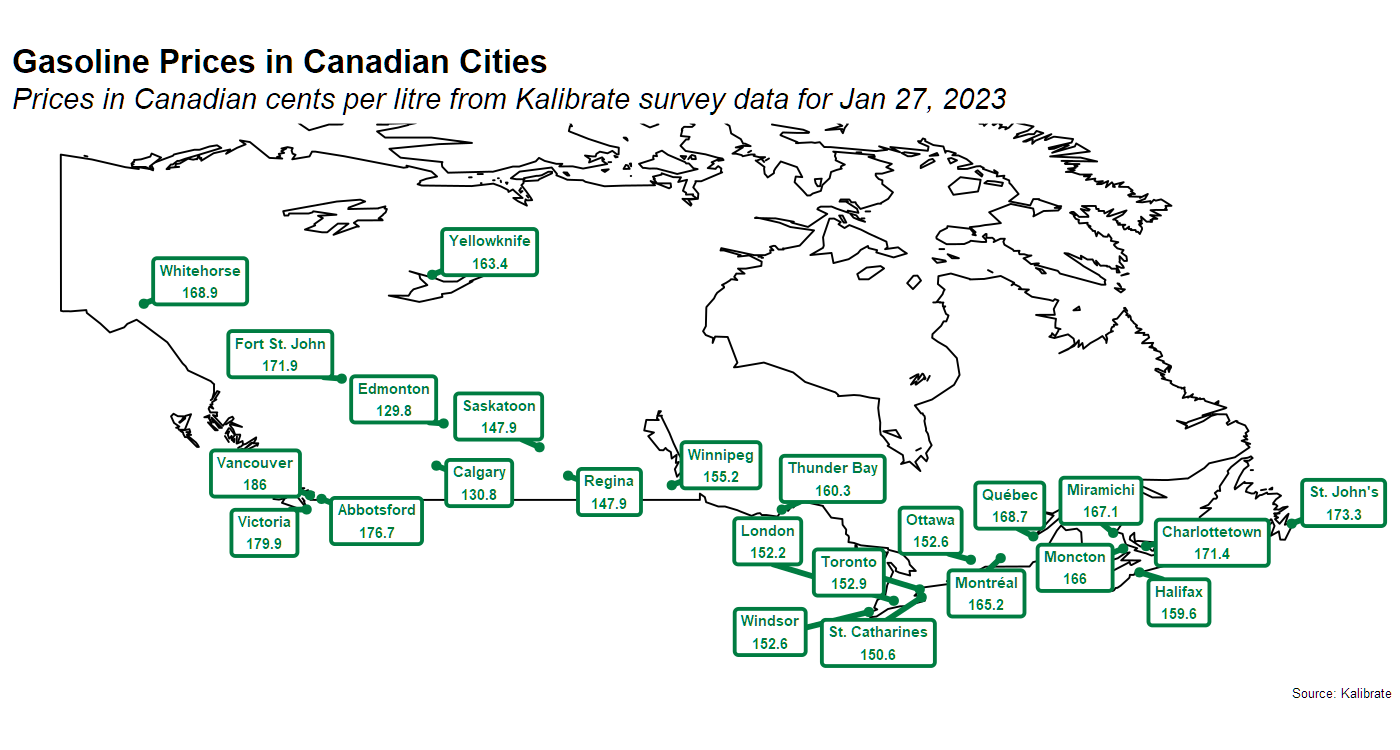 Gasoline Prices in Canadian Cities
Prices in Canadian cents per litre from Kalibrate survey data for Jan 27, 2023
Yellowknife
163.4
Whitehorse
168.9
Fort St. John
171.9
Edmonton
129.8
Saskatoon
147.9
Vancouver
186
Victoria
179.9
Abbotsford
176.7
Calgary
130.8
Regina
147.9
Winnipeg
155.2
Thunder Bay
160.3
London
152.2
Toronto
152.9
Windsor
152.6
St. Catharines
150.6
Ottawa
152.6
Montréal
165.2
Québec
168.7
Miramichi
167.1
Moncton
166
Charlottetown
171.4
Halifax
159.6
St. John's
173.3
Source: Kalibrate